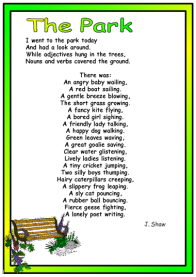 The Park
I went to the park today
And had a look around.
While adjectives hung in the trees,
Nouns and verbs covered the ground.
There was:
An angry baby wailing,
A red boat sailing.
A gentle breeze blowing,
The short grass growing.
A fancy kite flying,
A bored girl sighing.
A friendly lady talking,
A happy dog walking.
Green leaves waving,
A great goalie saving.
Clear water glistening,
Lively ladies listening.
A tiny cricket jumping,
Two silly boys thumping.
Hairy caterpillars creeping,
A slippery frog leaping.
A sly cat pouncing,
A rubber ball bouncing.
Fierce geese fighting,
A lonely poet writing.
J. Shaw